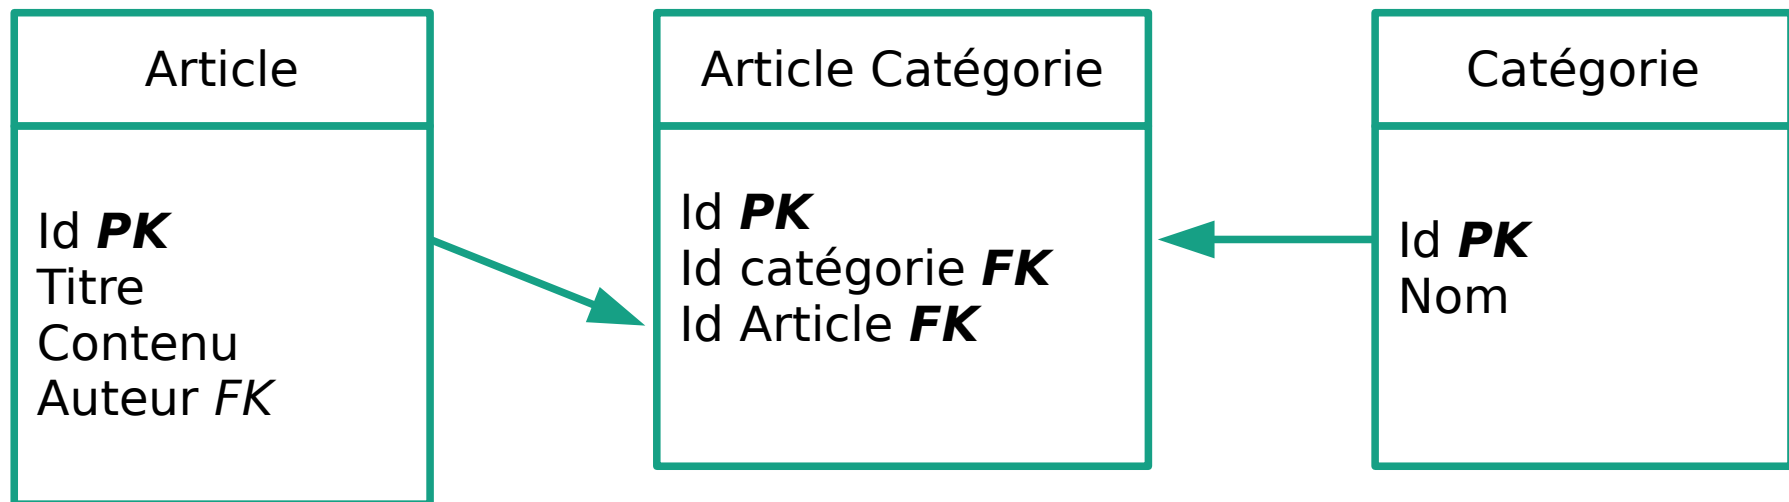 Article
Id PK
Titre
Contenu
Auteur FK
Article Catégorie
Id PK
Id catégorie FK
Id Article FK
Catégorie
Id PK
Nom